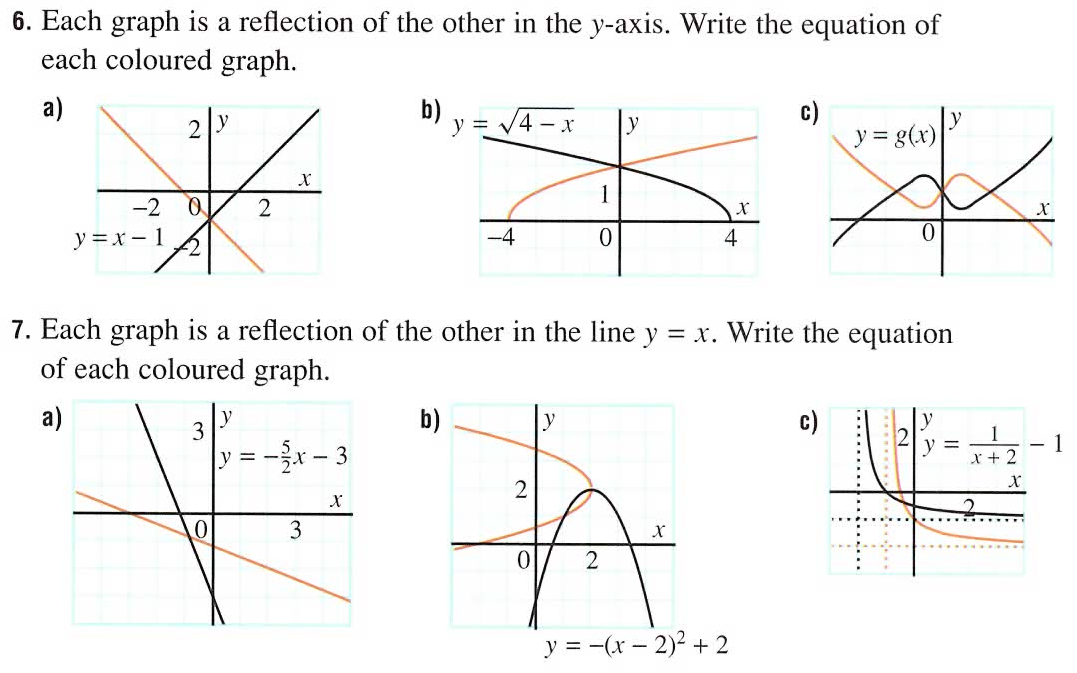 6. Each graph is a reflection of the other in the y-axis. Write the equation of
each coloured graph.
a)
b)
c)
2 y
x
-2 0 2
y = x – 1 -2
y = √4 – x
y
1
x
-4 0 4
y = g(x) y
x
0
7. Each graph is a reflection of the other in the line y = x. Write the equation
of each coloured graph.
a)
b)
c)
3 y
y = –5/2x – 3
x
0 3
y
2
x
0 2
y = –(x – 2)² + 2
2 y
y = 1/x + 2 – 1
x
2